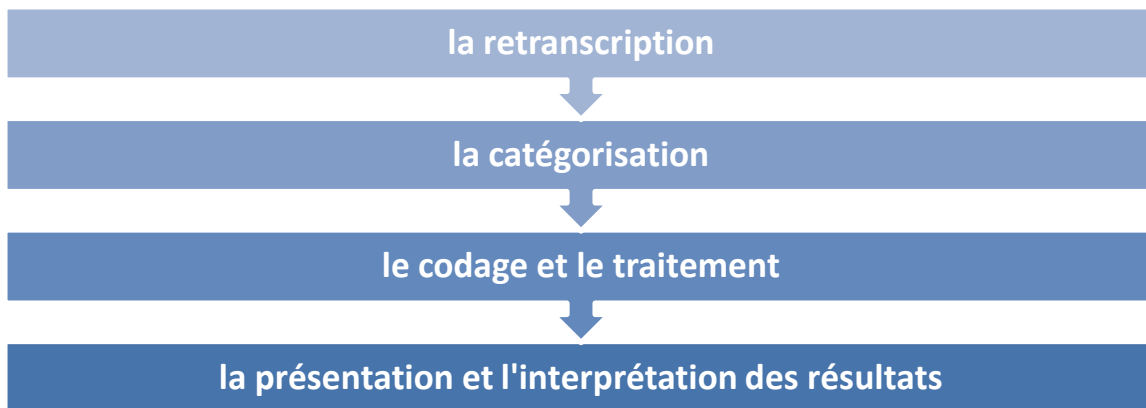 la retranscription
la catégorisation
le codage et le traitement
la présentation et l'interprétation des résultats